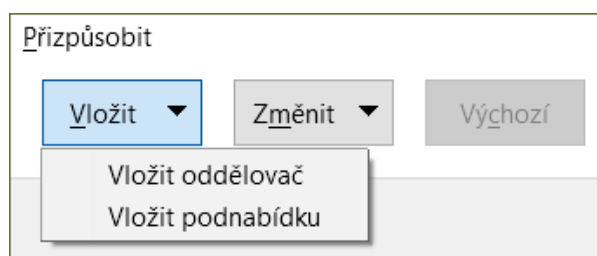 Přizpůsobit
Vložit Změnit Výchozí
Vložit oddělovač
Vložit podnabídku